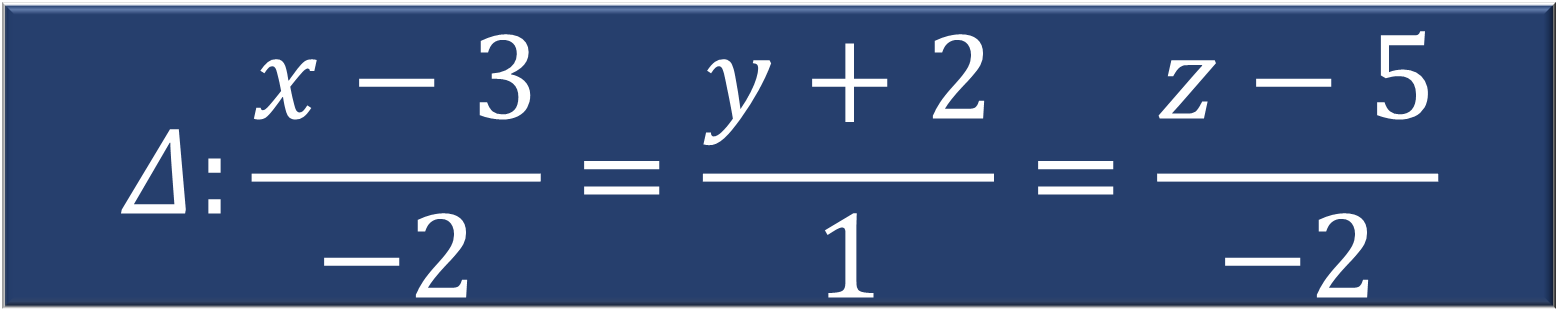 Δ: (x − 3)/(−2) = (y + 2)/1 = (z − 5)/(−2)